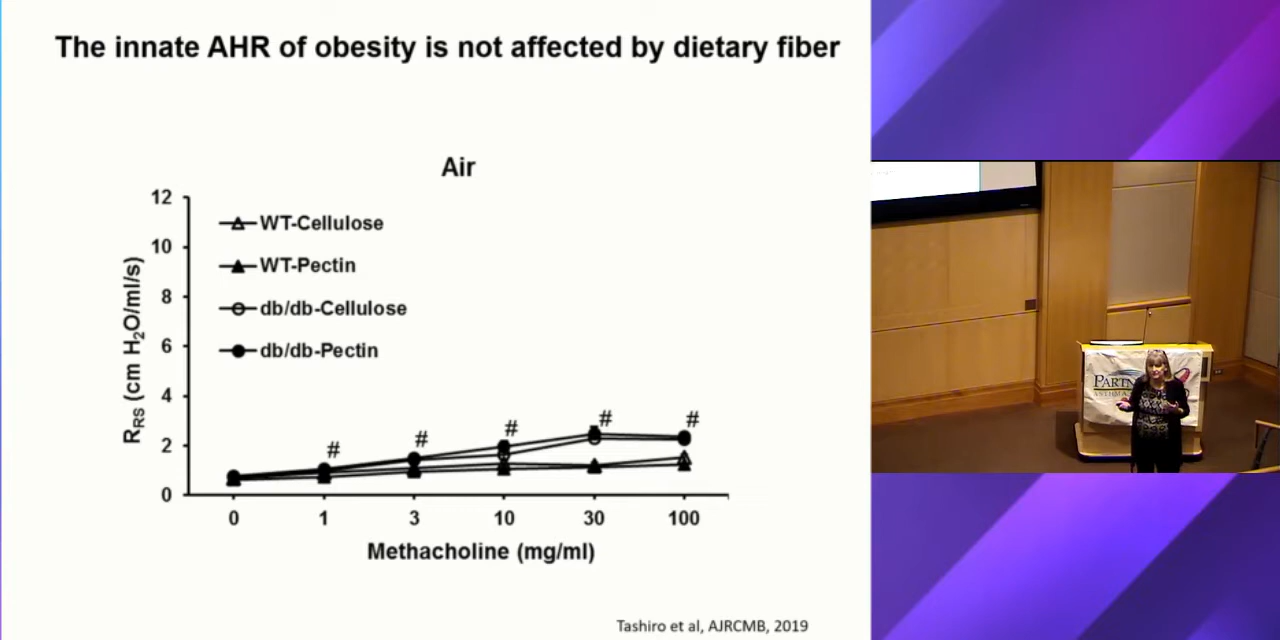 The innate AHR of obesity is not affected by dietary fiber
Air
12
10
8
6
4
2
0
RRS (cm H2O/ml/s)
WT-Cellulose
WT-Pectin
db/db-Cellulose
db/db-Pectin
# # # # #
0 1 3 10 30 100
Methacholine (mg/ml)
Tashiro et al, AJRCMB, 2019